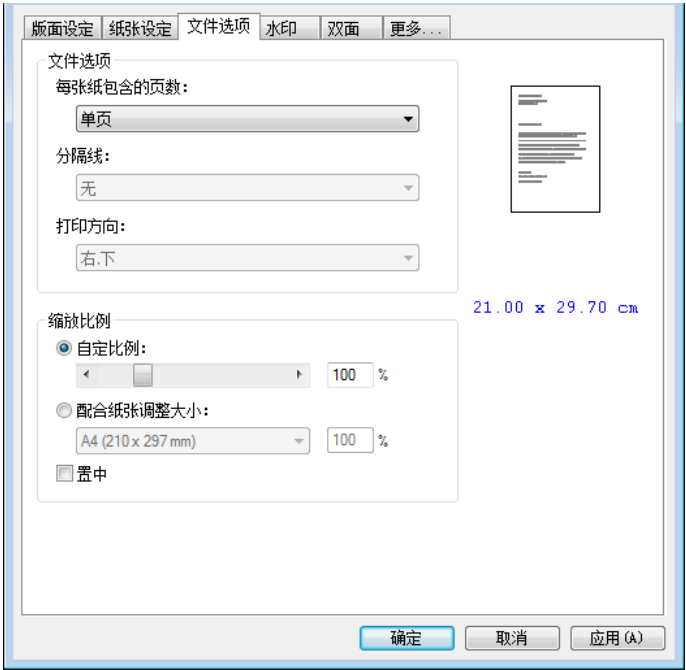 版面设定 纸张设定 文件选项 水印 双面 更多...
文件选项
每张纸包含的页数:
单页
分隔线:
无
打印方向:
右.下
21.00 x 29.70 cm
缩放比例
自定比例:
100 %
配合纸张调整大小:
A4 (210 x 297 mm) 100 %
置中
确定 取消 应用(A)